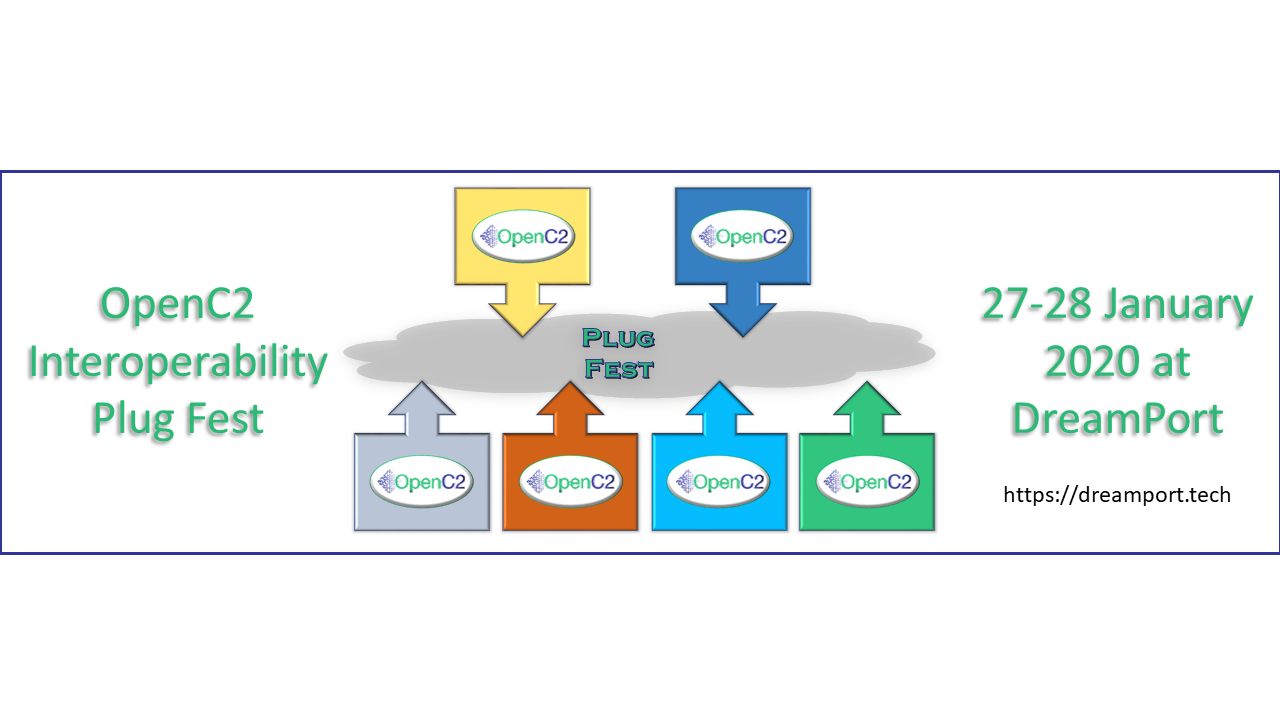 OpenC2
Interoperability
Plug Fest
OpenC2
OpenC2
Plug
Fest
OpenC2
OpenC2
OpenC2
OpenC2
27-28 January
2020 at
DreamPort
https://dreamport.tech